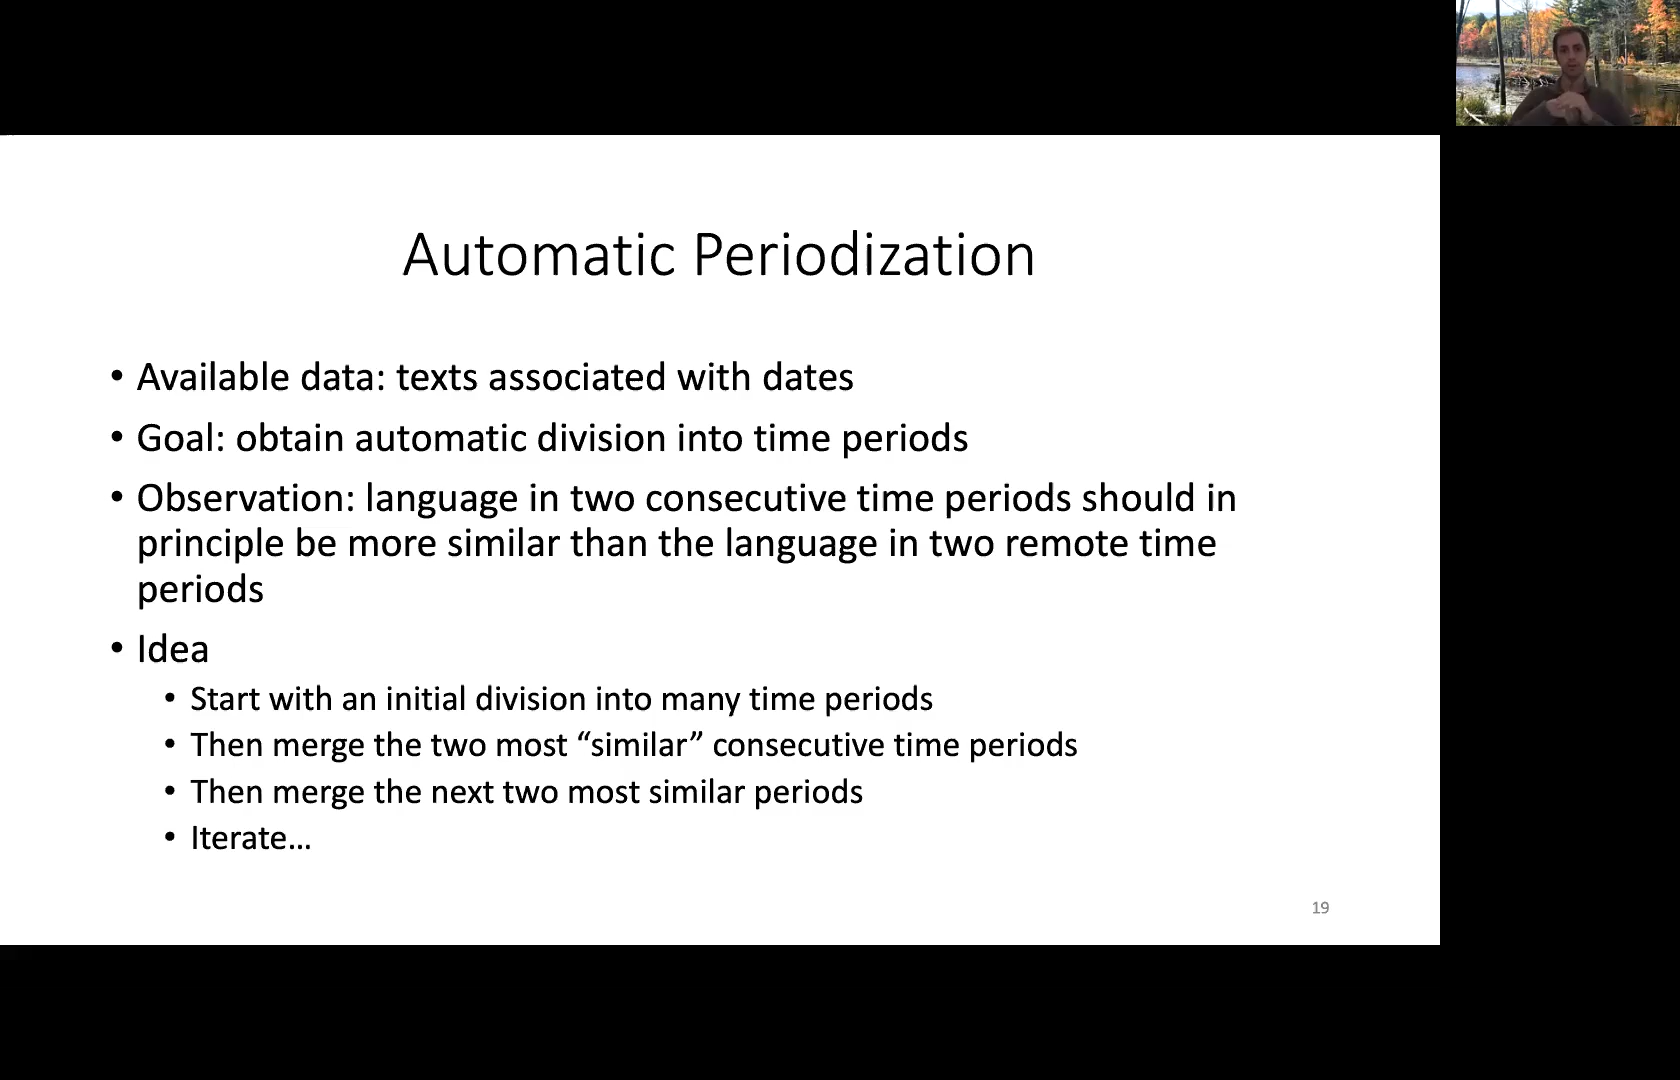 Automatic Periodization
• Available data: texts associated with dates
• Goal: obtain automatic division into time periods
• Observation: language in two consecutive time periods should in
principle be more similar than the language in two remote time
periods
• Idea
• Start with an initial division into many time periods
• Then merge the two most “similar” consecutive time periods
• Then merge the next two most similar periods
• Iterate…
19